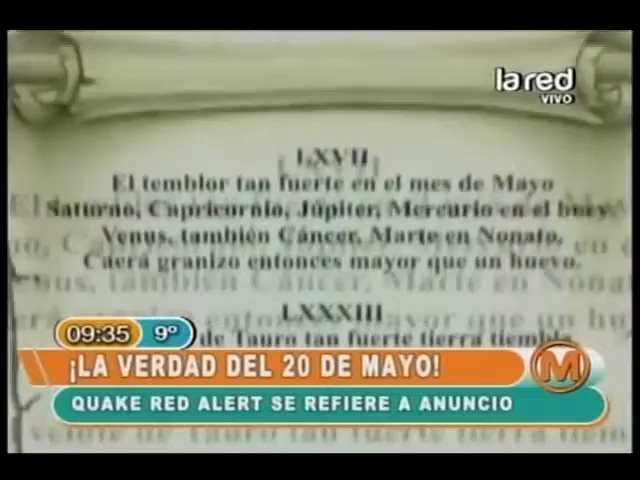 la red
VIVO
LXVII
El temblor tan fuerte en el mes de Mayo
Saturno, Capricornio, Júpiter, Mercurio en el buey
Venus, también Cáncer, Marte en Nonato,
Caerá granizo entonces mayor que un huevo.
LXXXIII
de Tauro tan fuerte tierra tiembla
09:35 9º
¡LA VERDAD DEL 20 DE MAYO!
M
QUAKE RED ALERT SE REFIERE A ANUNCIO